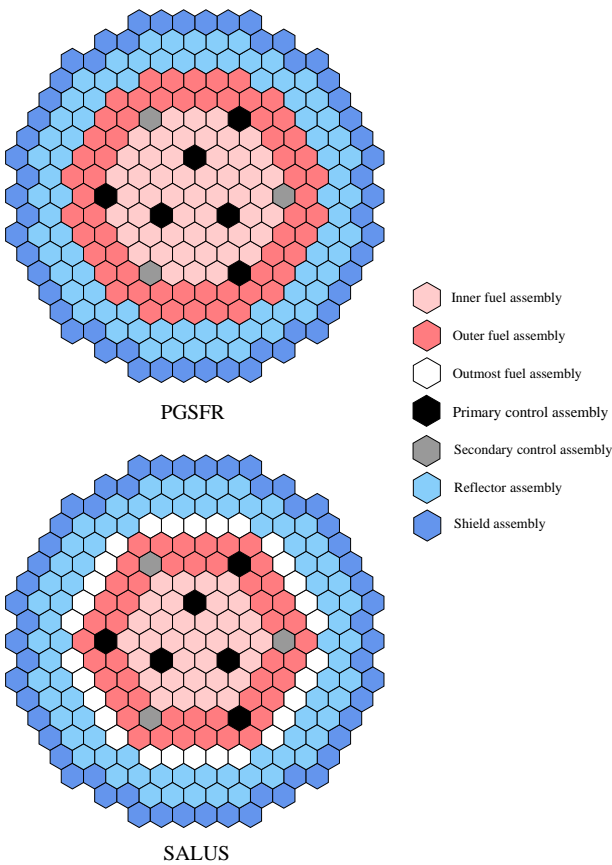 PGSFR
Inner fuel assembly
Outer fuel assembly
Outmost fuel assembly
Primary control assembly
Secondary control assembly
Reflector assembly
Shield assembly
SALUS